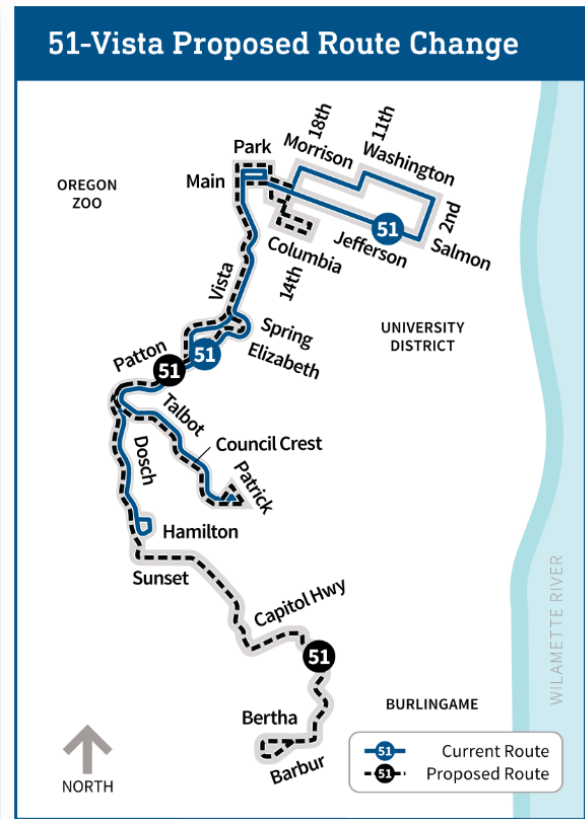 51-Vista Proposed Route Change
18th
11th
Park
Morrison
Washington
Main
OREGON
ZOO
2nd
Salmon
51
Jefferson
Columbia
14th
Vista
Spring
Elizabeth
UNIVERSITY
DISTRICT
51
Patton
51
Talbot
Council Crest
Dosch
Patrick
Hamilton
Sunset
Capitol Hwy
WILAMETTE RIVER
51
BURLINGAME
Bertha
Barbur
NORTH
51 Current Route
51 Proposed Route